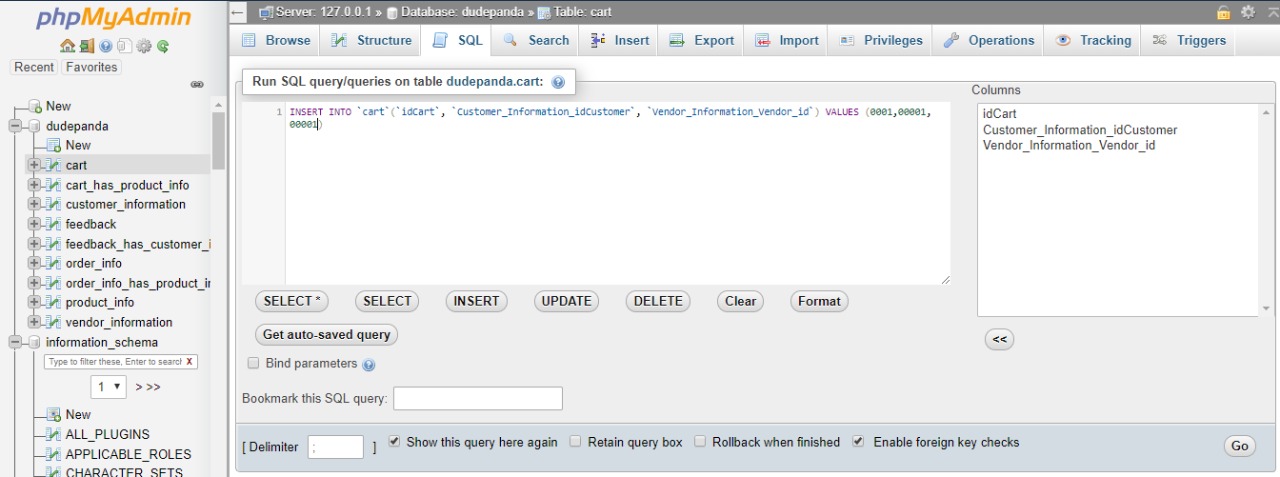 phpMyAdmin
Recent Favorites
New
dudepanda
New
cart
cart_has_product_info
customer_information
feedback
feedback_has_customer_i
order_info
order_info_has_product_in
product_info
vendor_information
information_schema
Type to filter these, Enter to search X
1 > >>
New
ALL_PLUGINS
APPLICABLE_ROLES
CHARACTER_SETS
Server: 127.0.0.1 » Database: dudepanda » Table: cart
Browse Structure SQL Search Insert Export Import Privileges Operations Tracking Triggers
Run SQL query/queries on table dudepanda.cart:
1 INSERT INTO `cart`(`idCart`, `Customer_Information_idCustomer`, `Vendor_Information_Vendor_id`) VALUES (0001,00001,
00001)
Columns
idCart
Customer_Information_idCustomer
Vendor_Information_Vendor_id
SELECT * SELECT INSERT UPDATE DELETE Clear Format
Get auto-saved query
<<
Bind parameters
Bookmark this SQL query:
[ Delimiter ; ] Show this query here again Retain query box Rollback when finished Enable foreign key checks Go